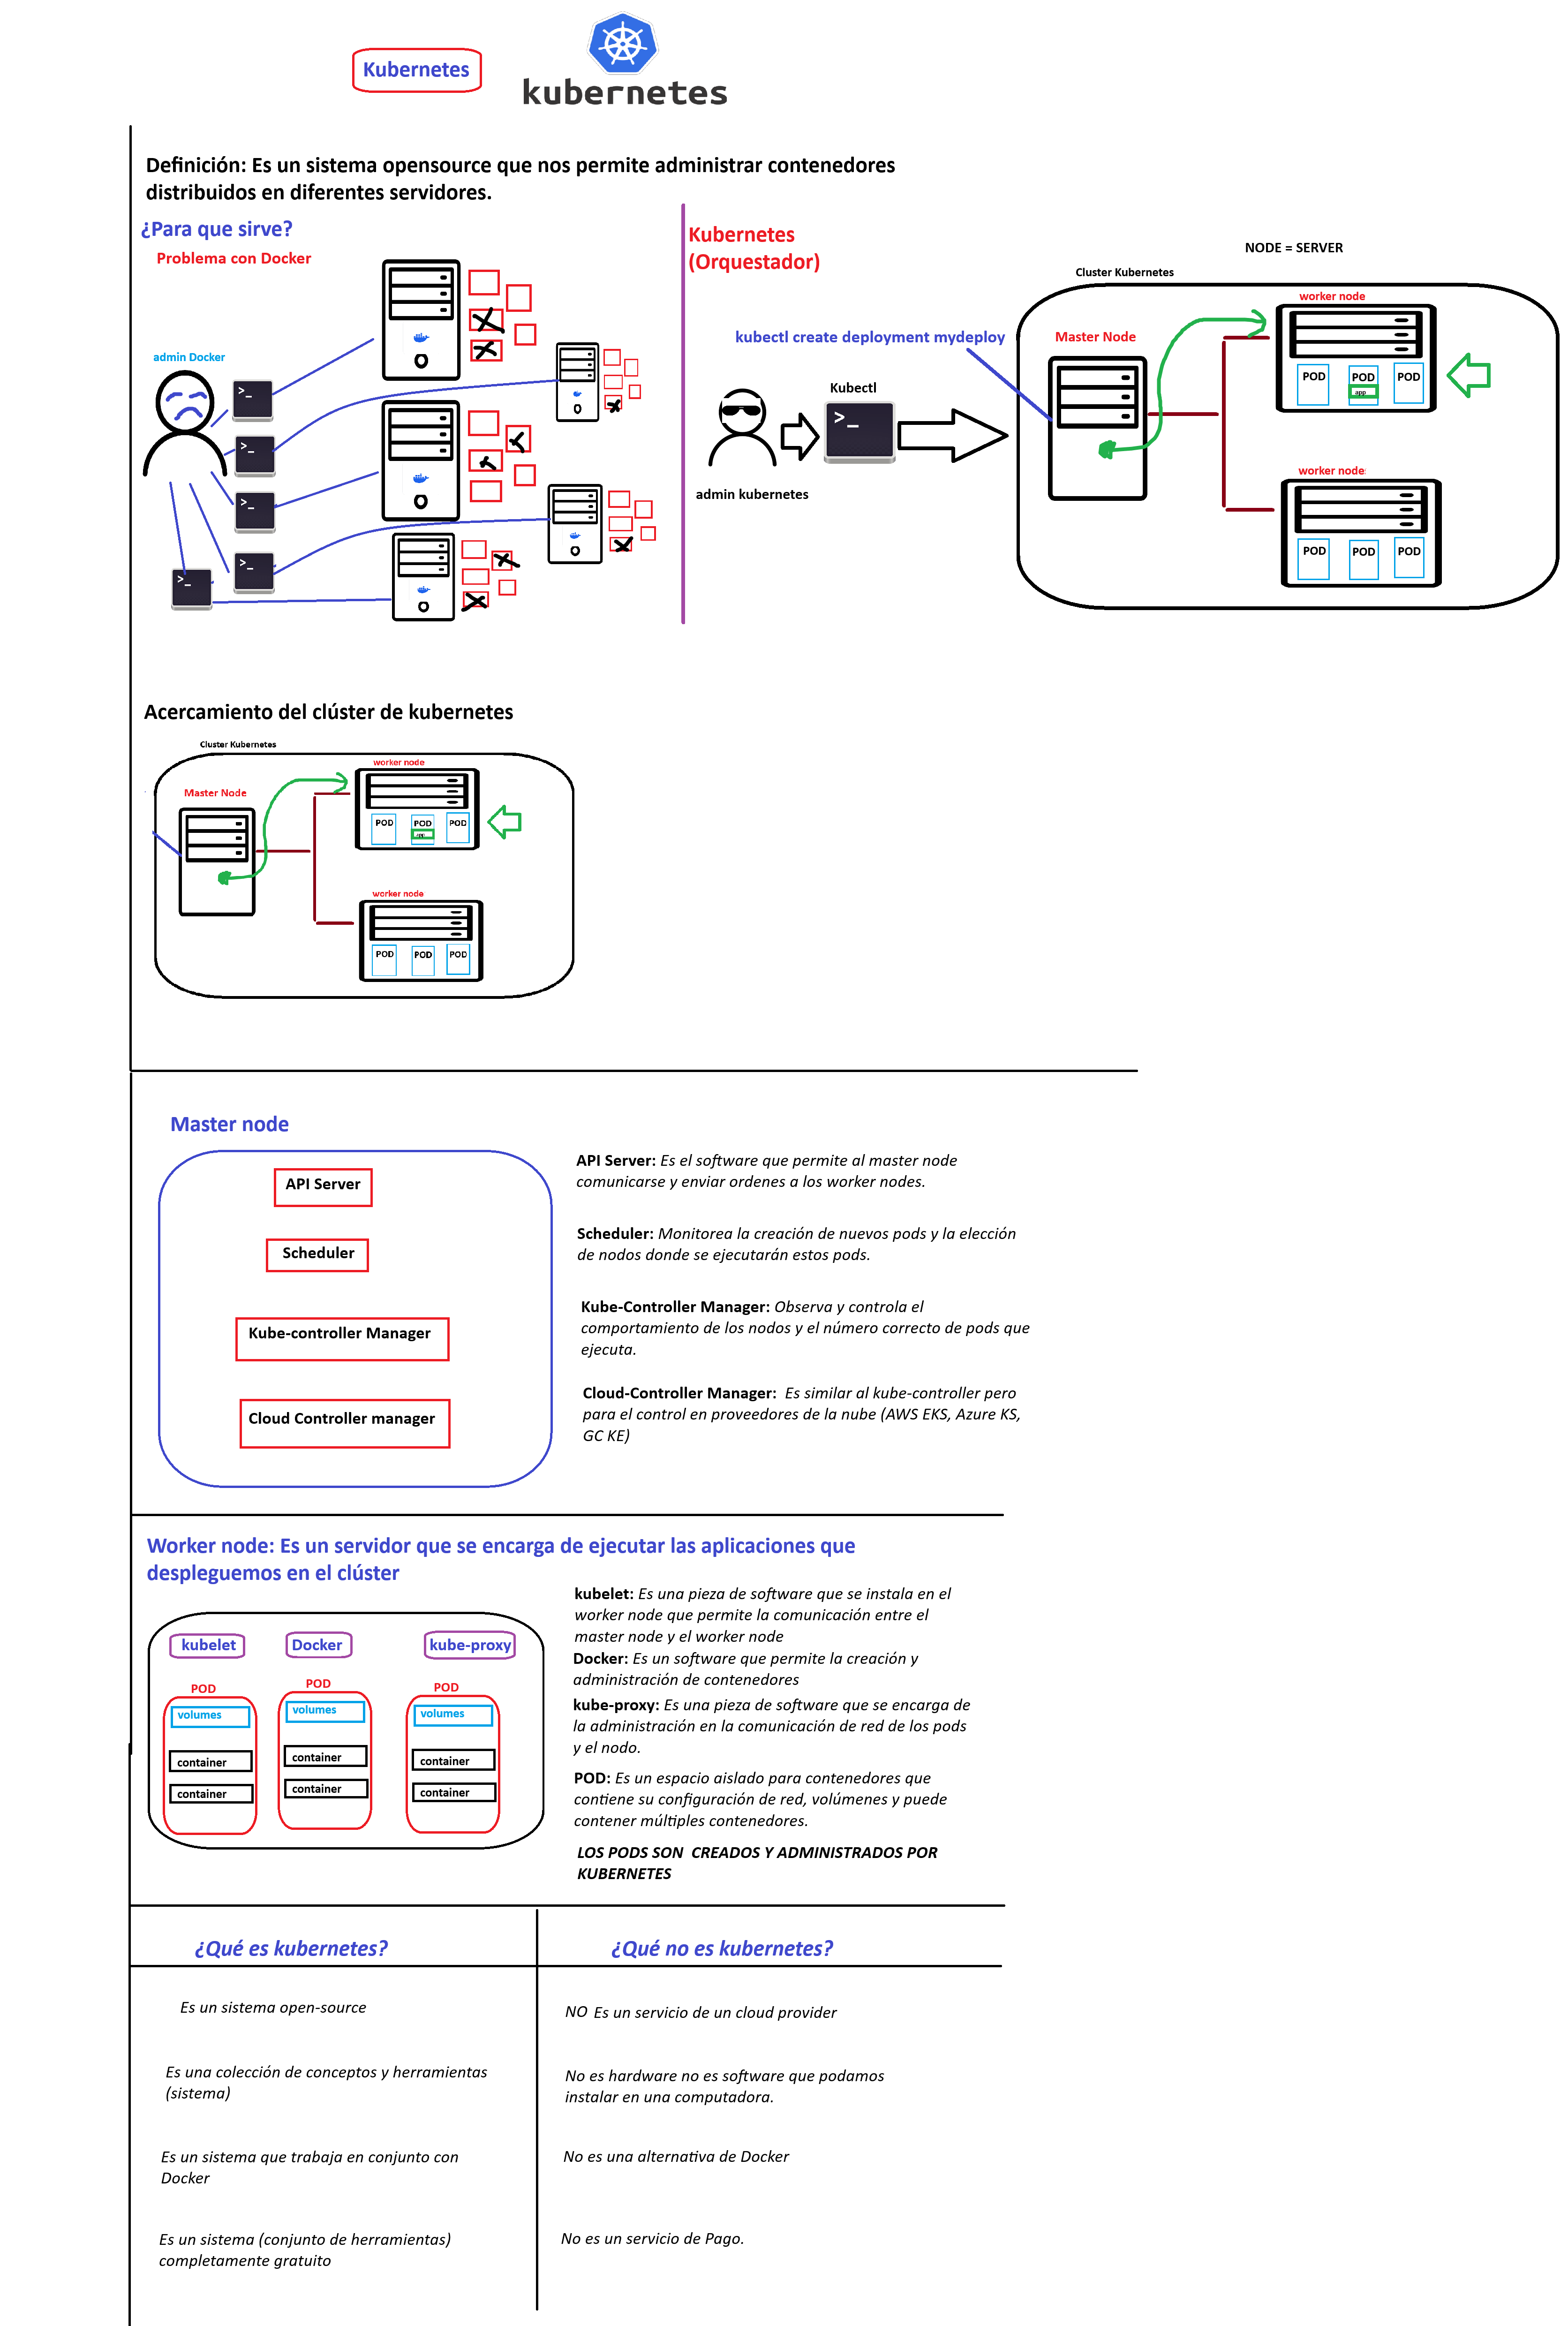 Kubernetes
kubernetes
Definición: Es un sistema opensource que nos permite administrar contenedores
distribuidos en diferentes servidores.
¿Para que sirve?
Problema con Docker
admin Docker
>_
>_
>_
>_
>_
Kubernetes
(Orquestador)
NODE = SERVER
Cluster Kubernetes
kubectl create deployment mydeploy
Kubectl
>_
admin kubernetes
Master Node
worker node
POD
POD
app
POD
worker node
POD
POD
POD
Acercamiento del clúster de kubernetes
Cluster Kubernetes
Master Node
worker node
POD
POD
app
POD
worker node
POD
POD
POD
Master node
API Server
Scheduler
Kube-controller Manager
Cloud Controller manager
API Server: Es el software que permite al master node
comunicarse y enviar ordenes a los worker nodes.
Scheduler: Monitorea la creación de nuevos pods y la elección
de nodos donde se ejecutarán estos pods.
Kube-Controller Manager: Observa y controla el
comportamiento de los nodos y el número correcto de pods que
ejecuta.
Cloud-Controller Manager: Es similar al kube-controller pero
para el control en proveedores de la nube (AWS EKS, Azure KS,
GC KE)
Worker node: Es un servidor que se encarga de ejecutar las aplicaciones que
despleguemos en el clúster
kubelet
Docker
kube-proxy
POD
volumes
container
container
POD
volumes
container
container
POD
volumes
container
container
kubelet: Es una pieza de software que se instala en el
worker node que permite la comunicación entre el
master node y el worker node
Docker: Es un software que permite la creación y
administración de contenedores
kube-proxy: Es una pieza de software que se encarga de
la administración en la comunicación de red de los pods
y el nodo.
POD: Es un espacio aislado para contenedores que
contiene su configuración de red, volúmenes y puede
contener múltiples contenedores.
LOS PODS SON CREADOS Y ADMINISTRADOS POR
KUBERNETES
¿Qué es kubernetes?
Es un sistema open-source
Es una colección de conceptos y herramientas
(sistema)
Es un sistema que trabaja en conjunto con
Docker
Es un sistema (conjunto de herramientas)
completamente gratuito
¿Qué no es kubernetes?
NO Es un servicio de un cloud provider
No es hardware no es software que podamos
instalar en una computadora.
No es una alternativa de Docker
No es un servicio de Pago.